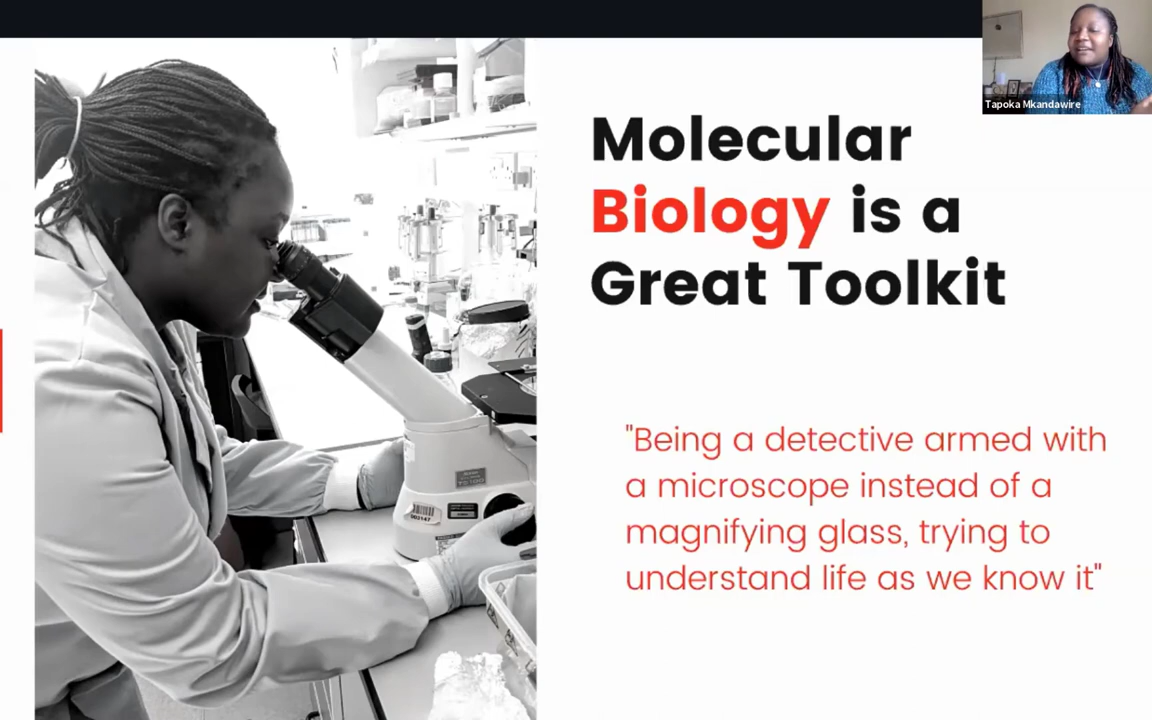 Tapoka Mkandawire
Molecular
Biology is a
Great Toolkit
"Being a detective armed with
a microscope instead of a
magnifying glass, trying to
understand life as we know it"
002147